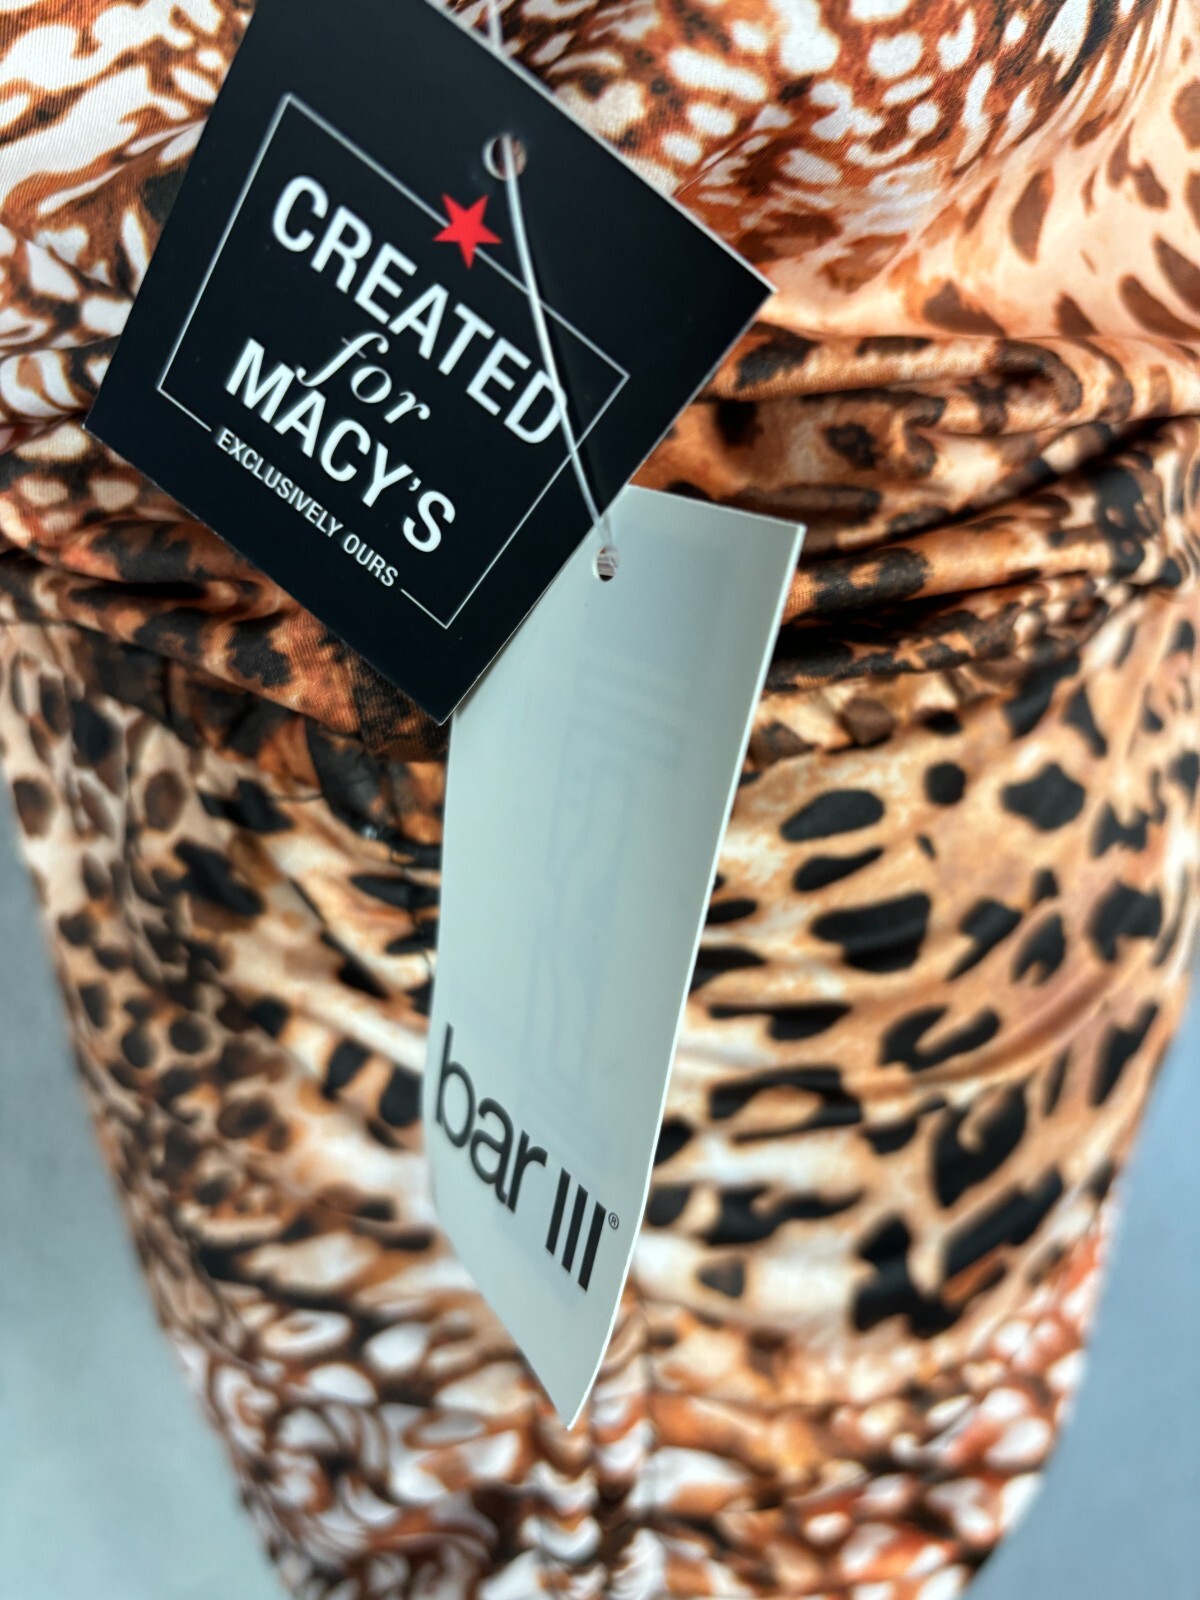 CREATED
for
MACY'S
EXCLUSIVELY OURS
bar III®